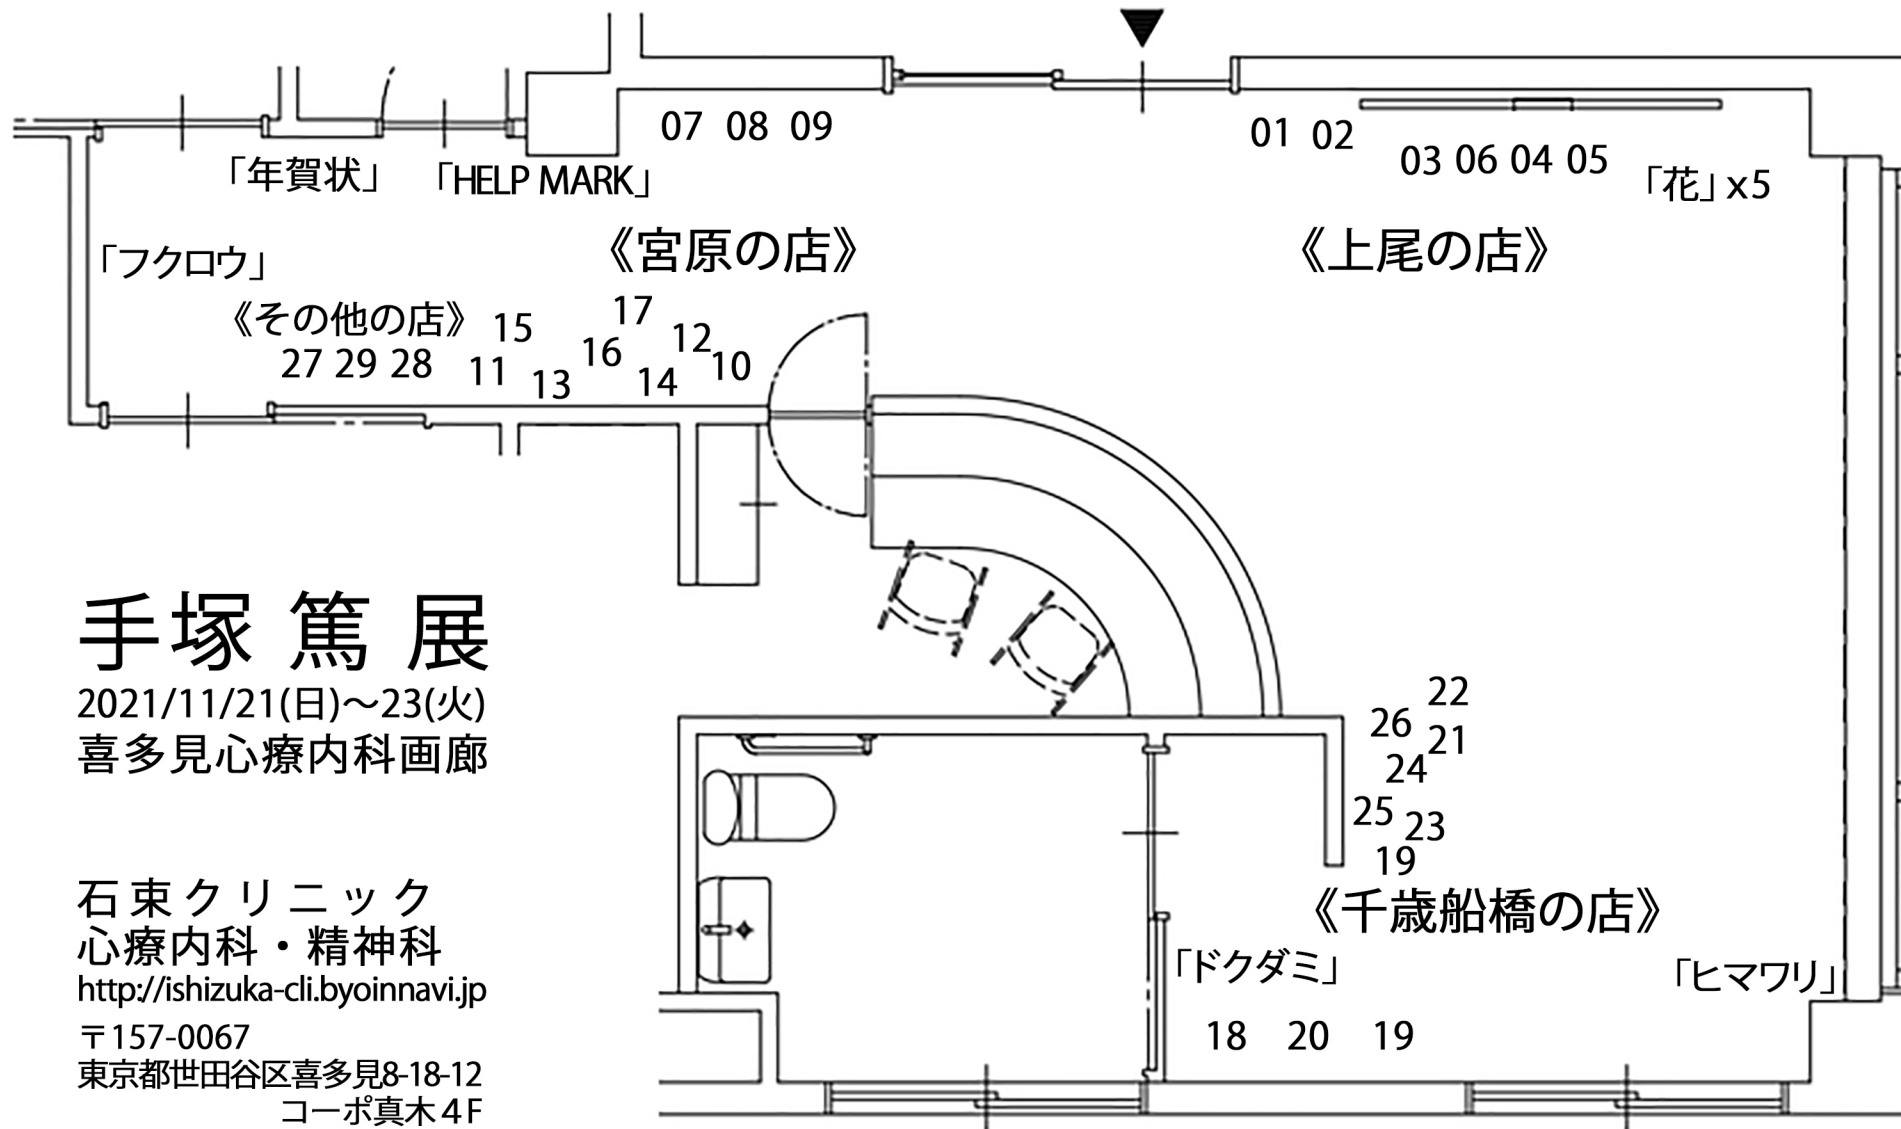 07 08 09
01 02
03 06 04 05
「花」x5
「年賀状」
「HELP MARK」
「フクロウ」
《宮原の店》
《上尾の店》
《その他の店》
27 29 28
15
17
11
13
16
12
14
10
手塚 篤 展
2021/11/21(日)～23(火)
喜多見心療内科画廊
石束クリニック
心療内科・精神科
http://ishizuka-cli.byoinnavi.jp
〒157-0067
東京都世田谷区喜多見8-18-12
コーポ真木４F
22
26
21
24
25
23
19
《千歳船橋の店》
「ドクダミ」
「ヒマワリ」
18 20 19